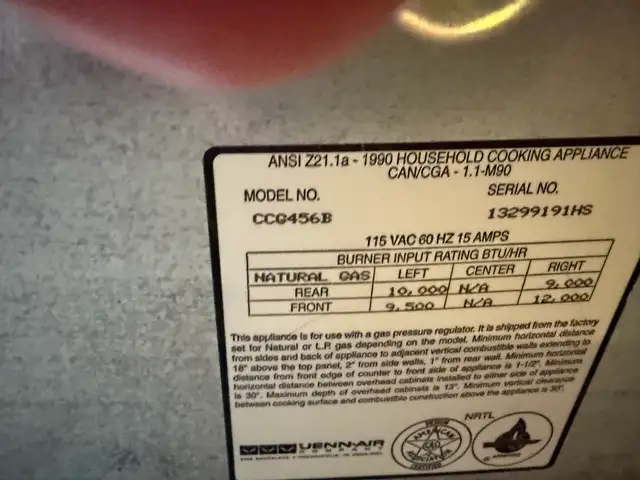 ANSI Z21.1a - 1990 HOUSEHOLD COOKING APPLIANCE
CAN/CGA - 1.1-M90
MODEL NO. SERIAL NO.
CCG456B 13299191HS
115 VAC 60 HZ 15 AMPS
BURNER INPUT RATING BTU/HR
NATURAL GAS LEFT CENTER RIGHT
REAR 10,000 N/A 9,000
FRONT 9,500 N/A 12,000
This appliance is for use with a gas pressure regulator. It is shipped from the factory
set for Natural or L.P. gas depending on the model. Minimum horizontal distance
from sides and back of appliance to adjacent vertical combustible walls extending to
18" above the top panel, 2" from side walls, 1" from rear wall. Minimum horizontal
distance from front edge of counter to front side of appliance is 1-1/2". Minimum
horizontal distance between overhead cabinets installed to either side of appliance
is 30". Maximum depth of overhead cabinets is 13". Minimum vertical clearance
between cooking surface and combustible construction above the appliance is 30".
NRTL
JENN-AIR
COMPANY
DESIGN
AMERICAN
GAS
ASSOCIATION
CERTIFIED